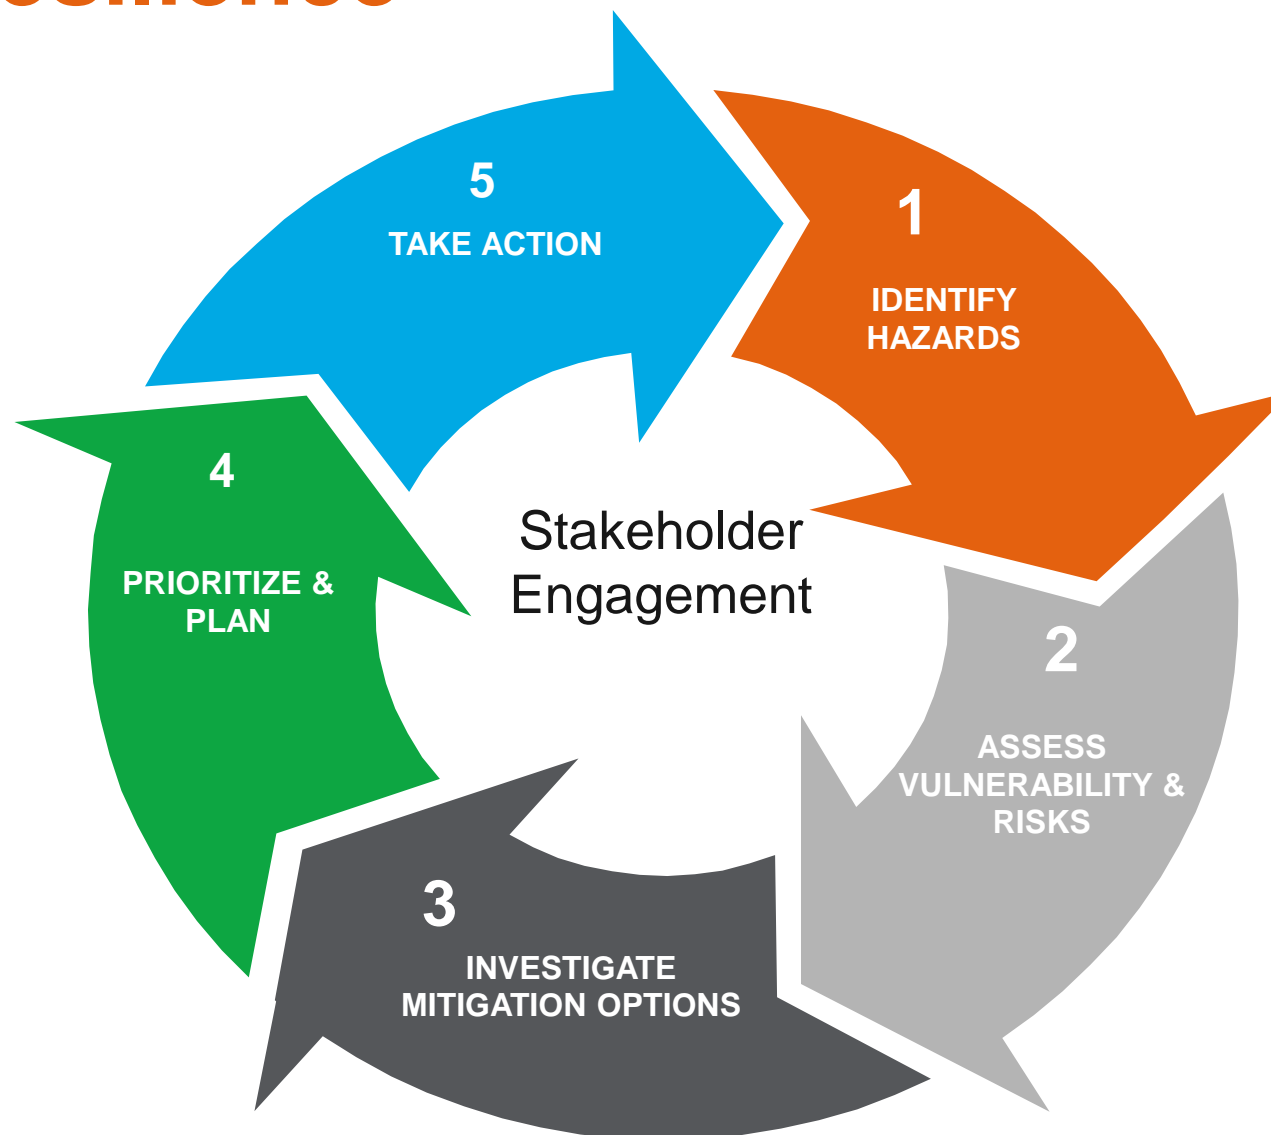 5
TAKE ACTION
1
IDENTIFY
HAZARDS
4
PRIORITIZE &
PLAN
Stakeholder
Engagement
2
ASSESS
VULNERABILITY &
RISKS
3
INVESTIGATE
MITIGATION OPTIONS